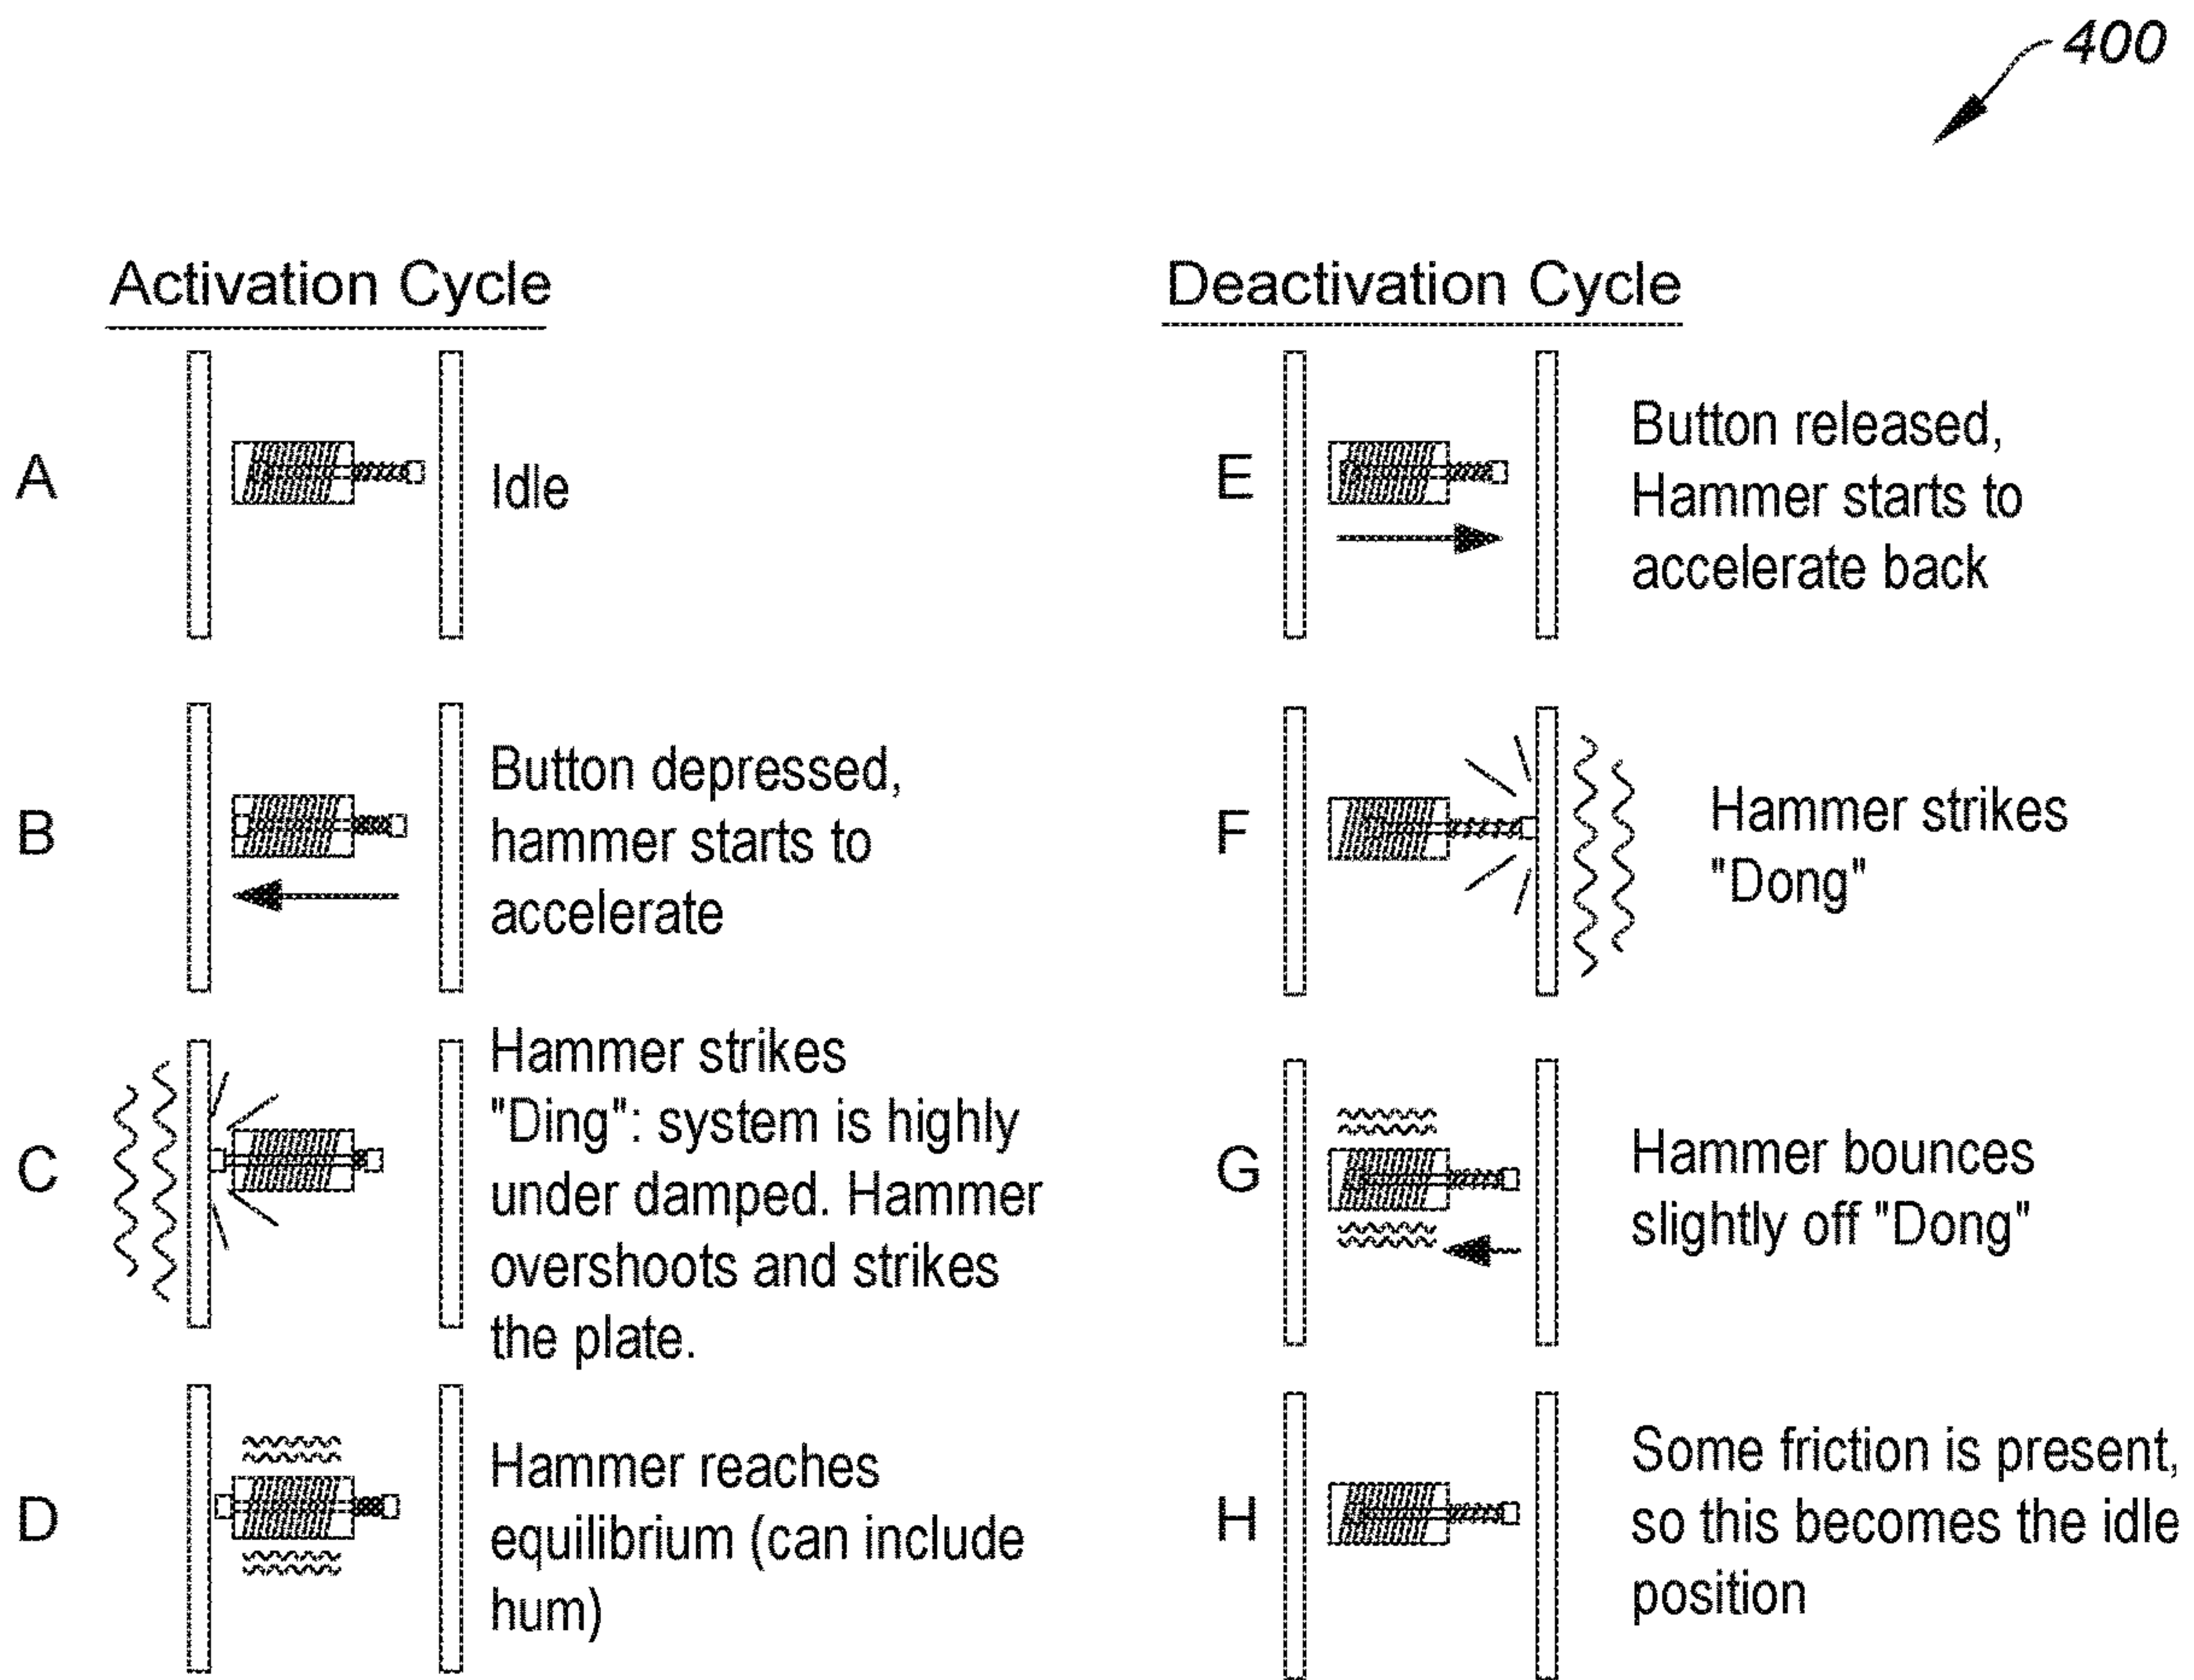 400
Activation Cycle
A
Idle
B
Button depressed,
hammer starts to
accelerate
C
Hammer strikes
"Ding": system is highly
under damped. Hammer
overshoots and strikes
the plate.
D
Hammer reaches
equilibrium (can include
hum)
Deactivation Cycle
E
Button released,
Hammer starts to
accelerate back
F
Hammer strikes
"Dong"
G
Hammer bounces
slightly off "Dong"
H
Some friction is present,
so this becomes the idle
position